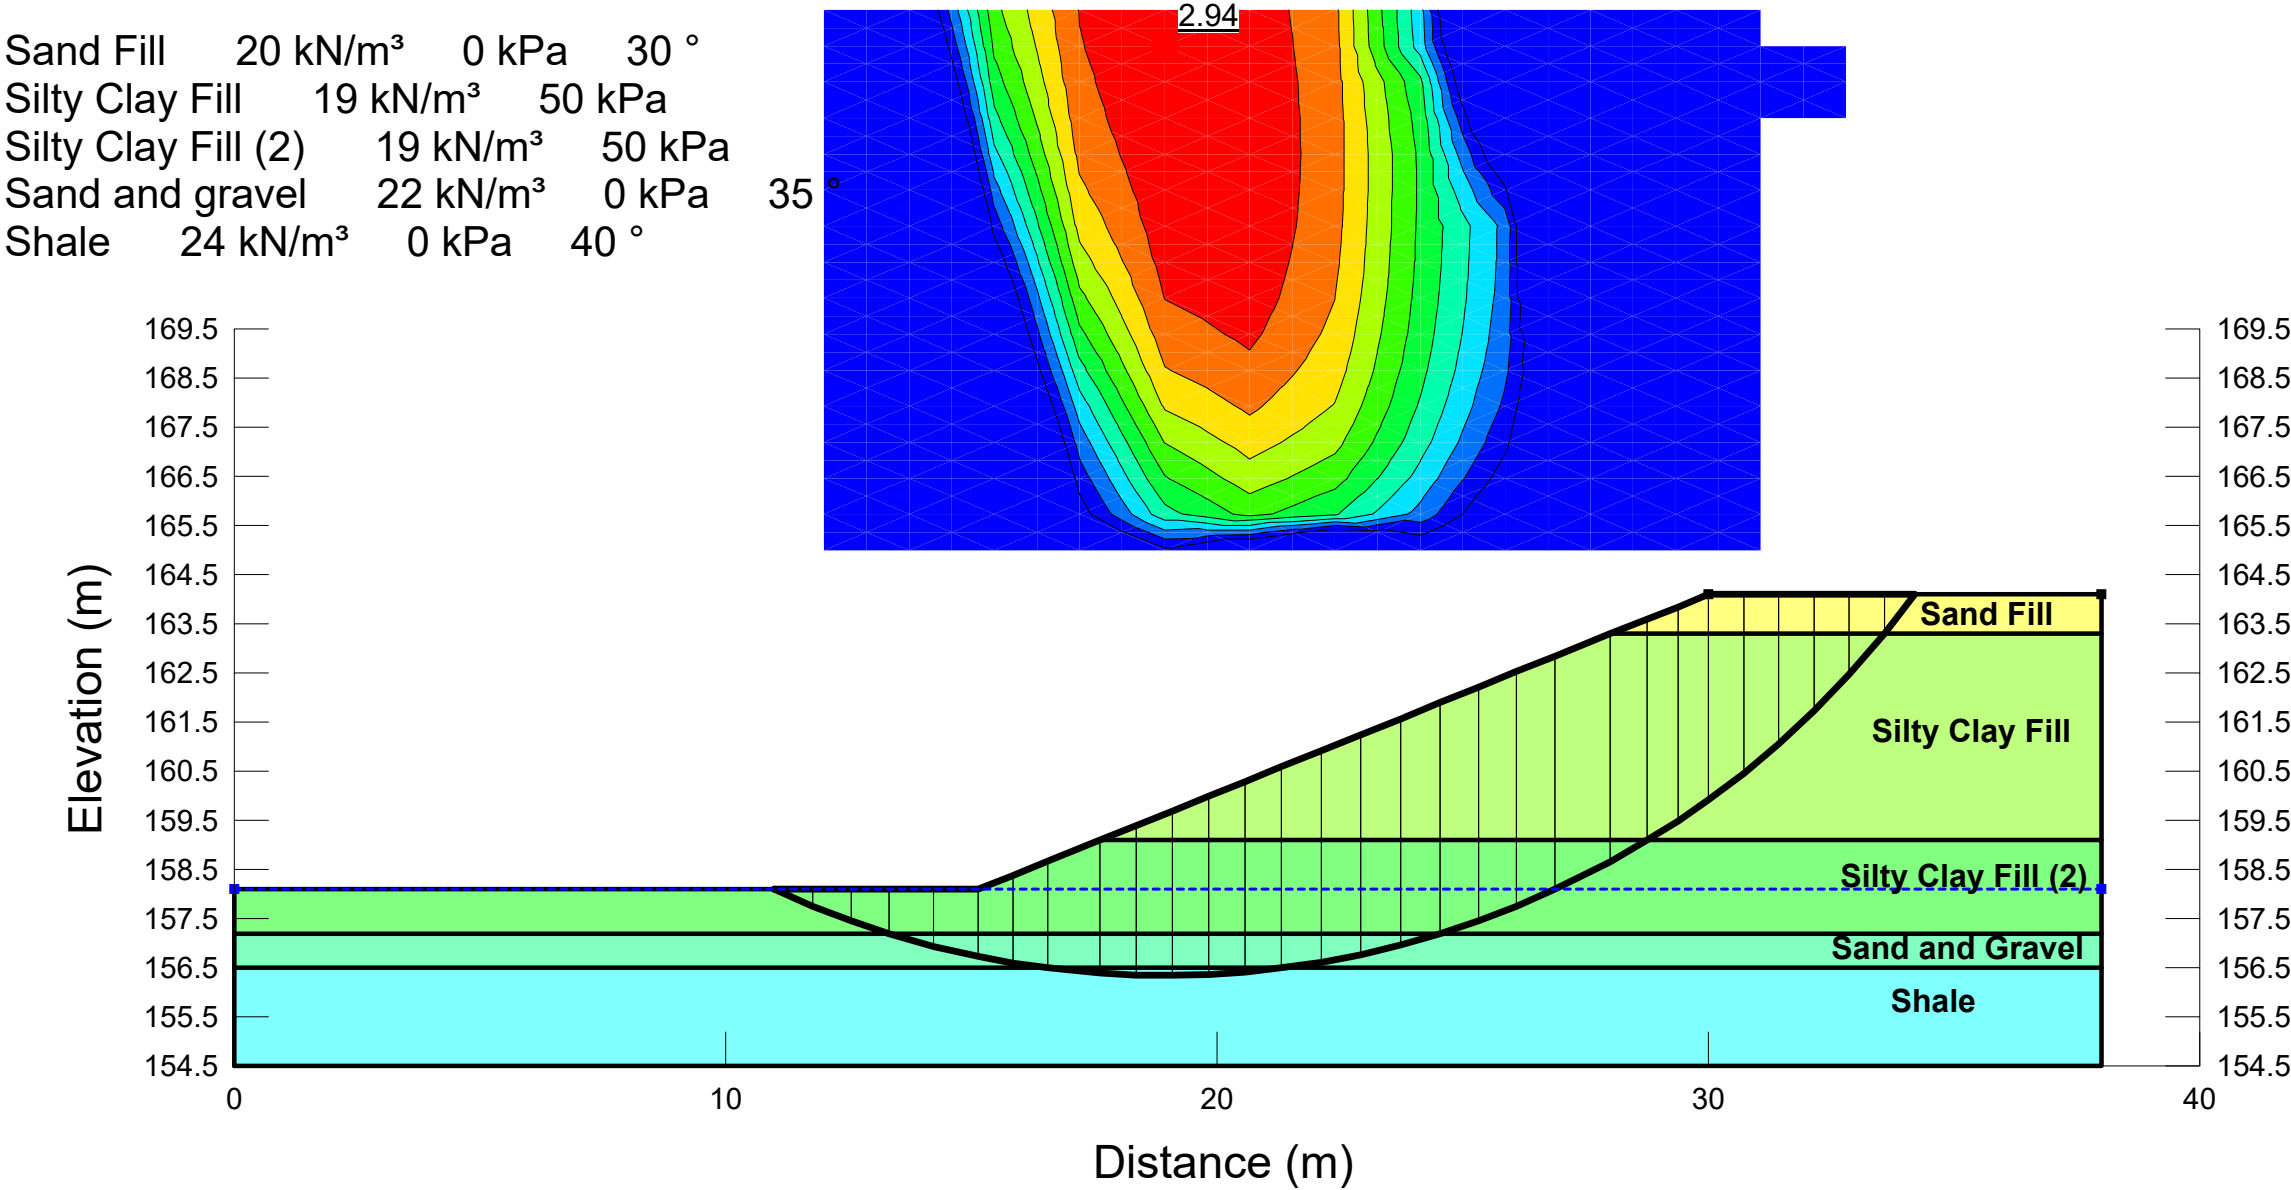 2.94
Sand Fill 20 kN/m³ 0 kPa 30 °
Silty Clay Fill 19 kN/m³ 50 kPa
Silty Clay Fill (2) 19 kN/m³ 50 kPa
Sand and gravel 22 kN/m³ 0 kPa 35 °
Shale 24 kN/m³ 0 kPa 40 °
169.5 169.5
168.5 168.5
167.5 167.5
166.5 166.5
165.5 165.5
164.5 164.5
163.5 Sand Fill 163.5
162.5 162.5
161.5 Silty Clay Fill 161.5
160.5 160.5
159.5 159.5
158.5 Silty Clay Fill (2) 158.5
157.5 157.5
156.5 Sand and Gravel 156.5
155.5 Shale 155.5
154.5 154.5
Elevation (m)
0 10 20 30 40
Distance (m)